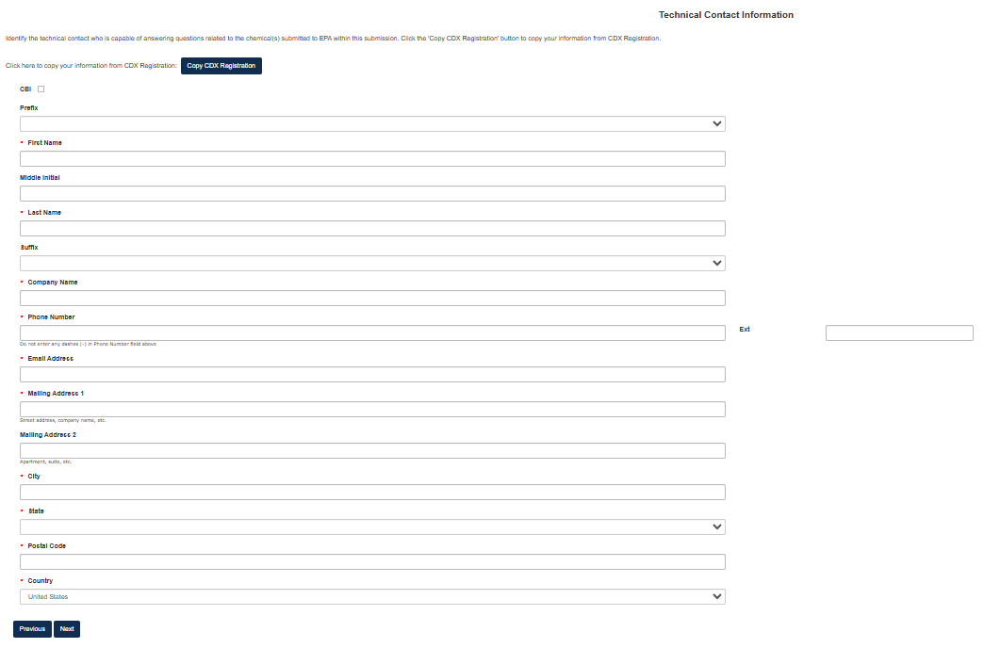 Technical Contact Information
Identify the technical contact who is capable of answering questions related to the chemical(s) submitted to EPA within this submission. Click the 'Copy CDX Registration' button to copy your information from CDX Registration.
Click here to copy your information from CDX Registration: Copy CDX Registration
CBI
Prefix
* First Name
Middle Initial
* Last Name
Suffix
* Company Name
* Phone Number
Ext
Do not enter any dashes (-) in Phone Number field above
* Email Address
* Mailing Address 1
Street address, company name, etc.
Mailing Address 2
Apartment, suite, etc.
* City
* State
* Postal Code
* Country
United States
Previous Next